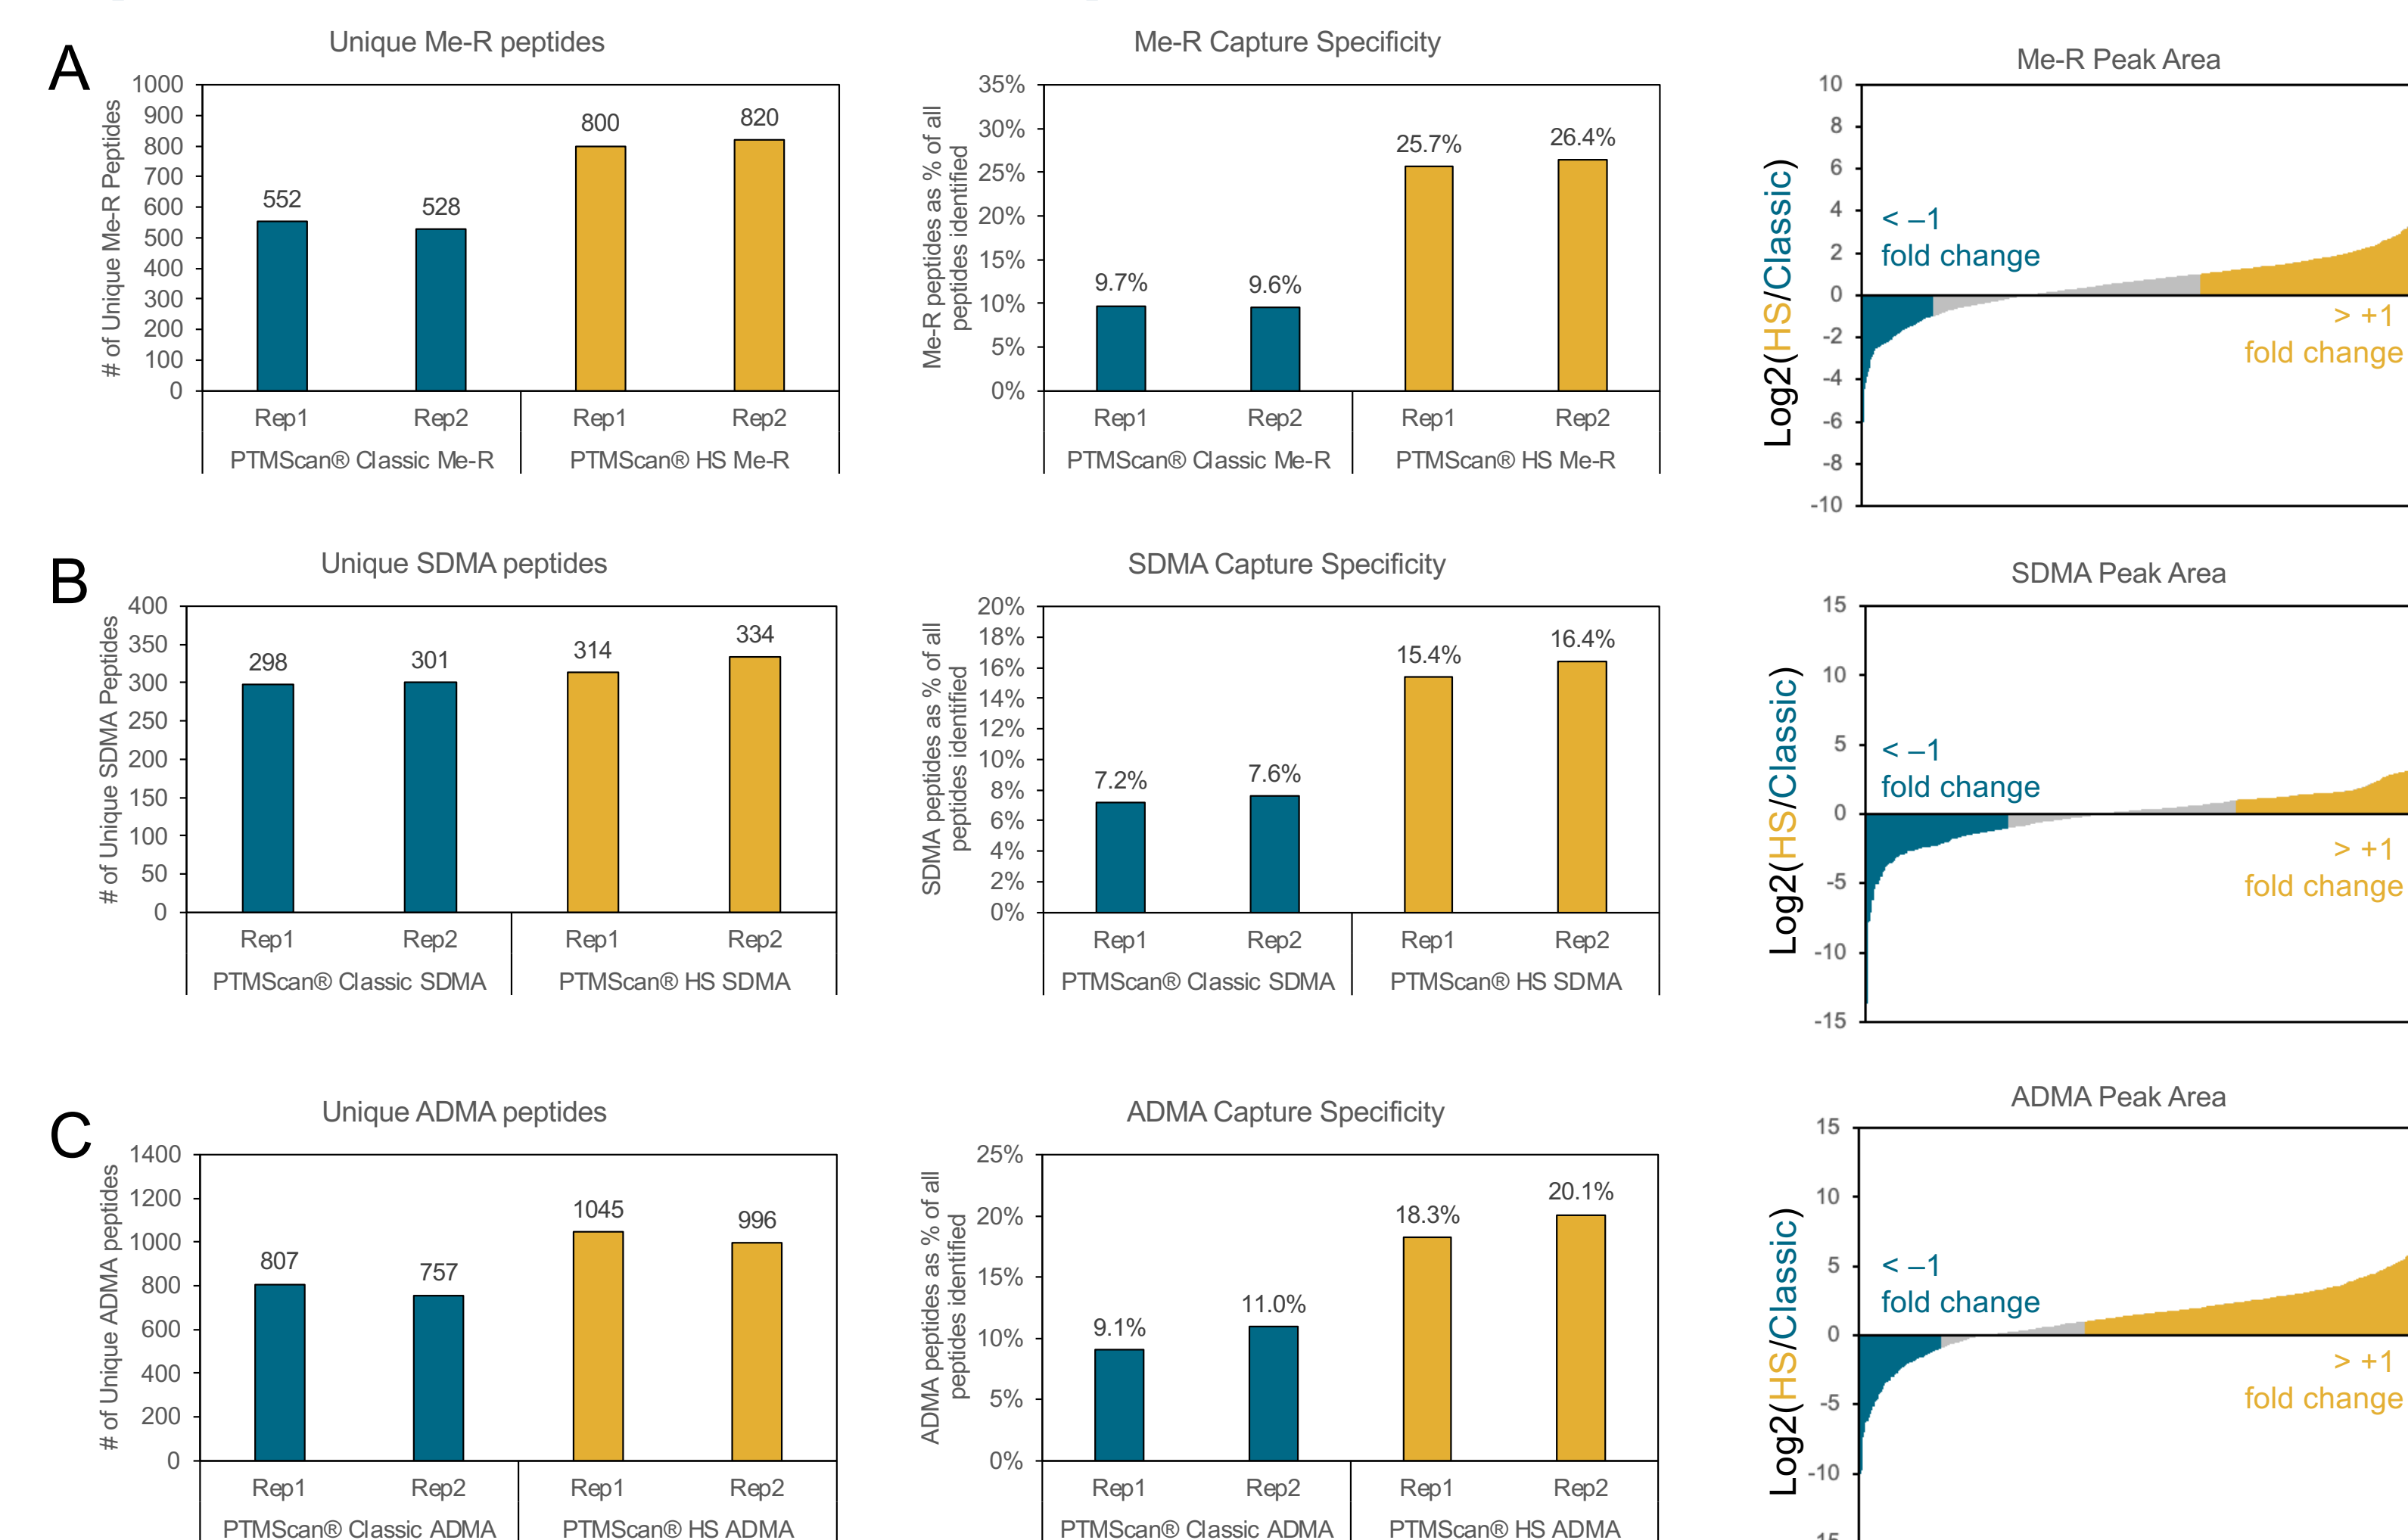 A
Unique Me-R peptides
# of Unique Me-R Peptides
1000
900
800
700
600
500
400
300
200
100
0
552
528
800
820
Rep1
Rep2
Rep1
Rep2
PTMScan® Classic Me-R
PTMScan® HS Me-R
Me-R Capture Specificity
Me-R peptides as % of all
peptides identified
35%
30%
25%
20%
15%
10%
5%
0%
9.7%
9.6%
25.7%
26.4%
Rep1
Rep2
Rep1
Rep2
PTMScan® Classic Me-R
PTMScan® HS Me-R
Me-R Peak Area
Log2(HS/Classic)
10
8
6
4
2
0
-2
-4
-6
-8
-10
< –1
fold change
> +1
fold change
B
Unique SDMA peptides
# of Unique SDMA Peptides
400
350
300
250
200
150
100
50
0
298
301
314
334
Rep1
Rep2
Rep1
Rep2
PTMScan® Classic SDMA
PTMScan® HS SDMA
SDMA Capture Specificity
SDMA peptides as % of all
peptides identified
20%
18%
16%
14%
12%
10%
8%
6%
4%
2%
0%
7.2%
7.6%
15.4%
16.4%
Rep1
Rep2
Rep1
Rep2
PTMScan® Classic SDMA
PTMScan® HS SDMA
SDMA Peak Area
Log2(HS/Classic)
15
10
5
0
-5
-10
-15
< –1
fold change
> +1
fold change
C
Unique ADMA peptides
# of Unique ADMA peptides
1400
1200
1000
800
600
400
200
0
807
757
1045
996
Rep1
Rep2
Rep1
Rep2
PTMScan® Classic ADMA
PTMScan® HS ADMA
ADMA Capture Specificity
ADMA peptides as % of all
peptides identified
25%
20%
15%
10%
5%
0%
9.1%
11.0%
18.3%
20.1%
Rep1
Rep2
Rep1
Rep2
PTMScan® Classic ADMA
PTMScan® HS ADMA
ADMA Peak Area
Log2(HS/Classic)
15
10
5
0
-5
-10
< –1
fold change
> +1
fold change